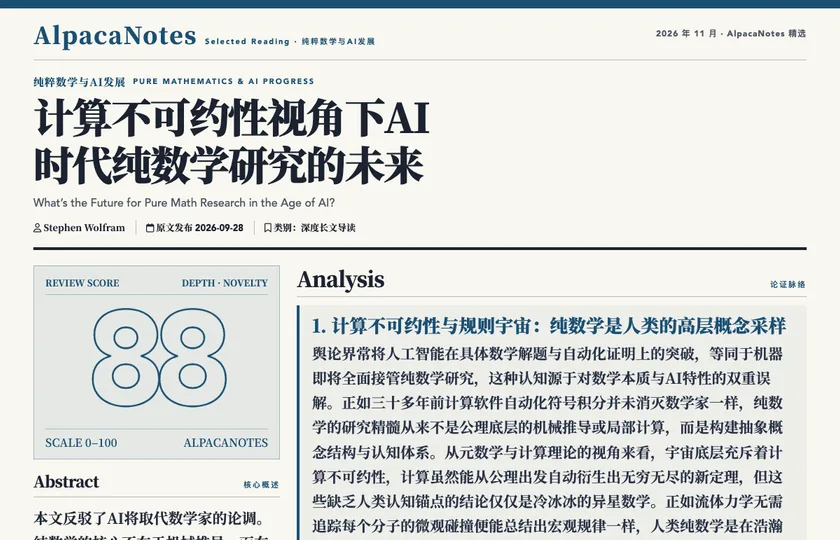 AlpacaNotes Selected Reading · 纯粹数学与AI发展
2026 年 11 月 · AlpacaNotes 精选
纯粹数学与AI发展 PURE MATHEMATICS & AI PROGRESS
计算不可约性视角下AI
时代纯数学研究的未来
What's the Future for Pure Math Research in the Age of AI?
Stephen Wolfram 原文发布 2026-09-28 类别：深度长文导读
REVIEW SCORE DEPTH · NOVELTY
88
SCALE 0–100 ALPACANOTES
Abstract 核心概述
本文反驳了AI将取代数学家的论调。
Analysis 论证脉络
1. 计算不可约性与规则宇宙：纯数学是人类的高层概念采样
舆论界常将人工智能在具体数学解题与自动化证明上的突破，等同于机器
即将全面接管纯数学研究，这种认知源于对数学本质与AI特性的双重误
解。正如三十多年前计算软件自动化符号积分并未消灭数学家一样，纯数
学的研究精髓从来不是公理底层的机械推导或局部计算，而是构建抽象概
念结构与认知体系。从元数学与计算理论的视角来看，宇宙底层充斥着计
算不可约性，计算虽然能从公理出发自动衍生出无穷无尽的新定理，但这
些缺乏人类认知锚点的结论仅仅是冷冰冰的异星数学。正如流体力学无需
追踪每个分子的微观碰撞便能总结出宏观规律一样，人类纯数学是在浩瀚